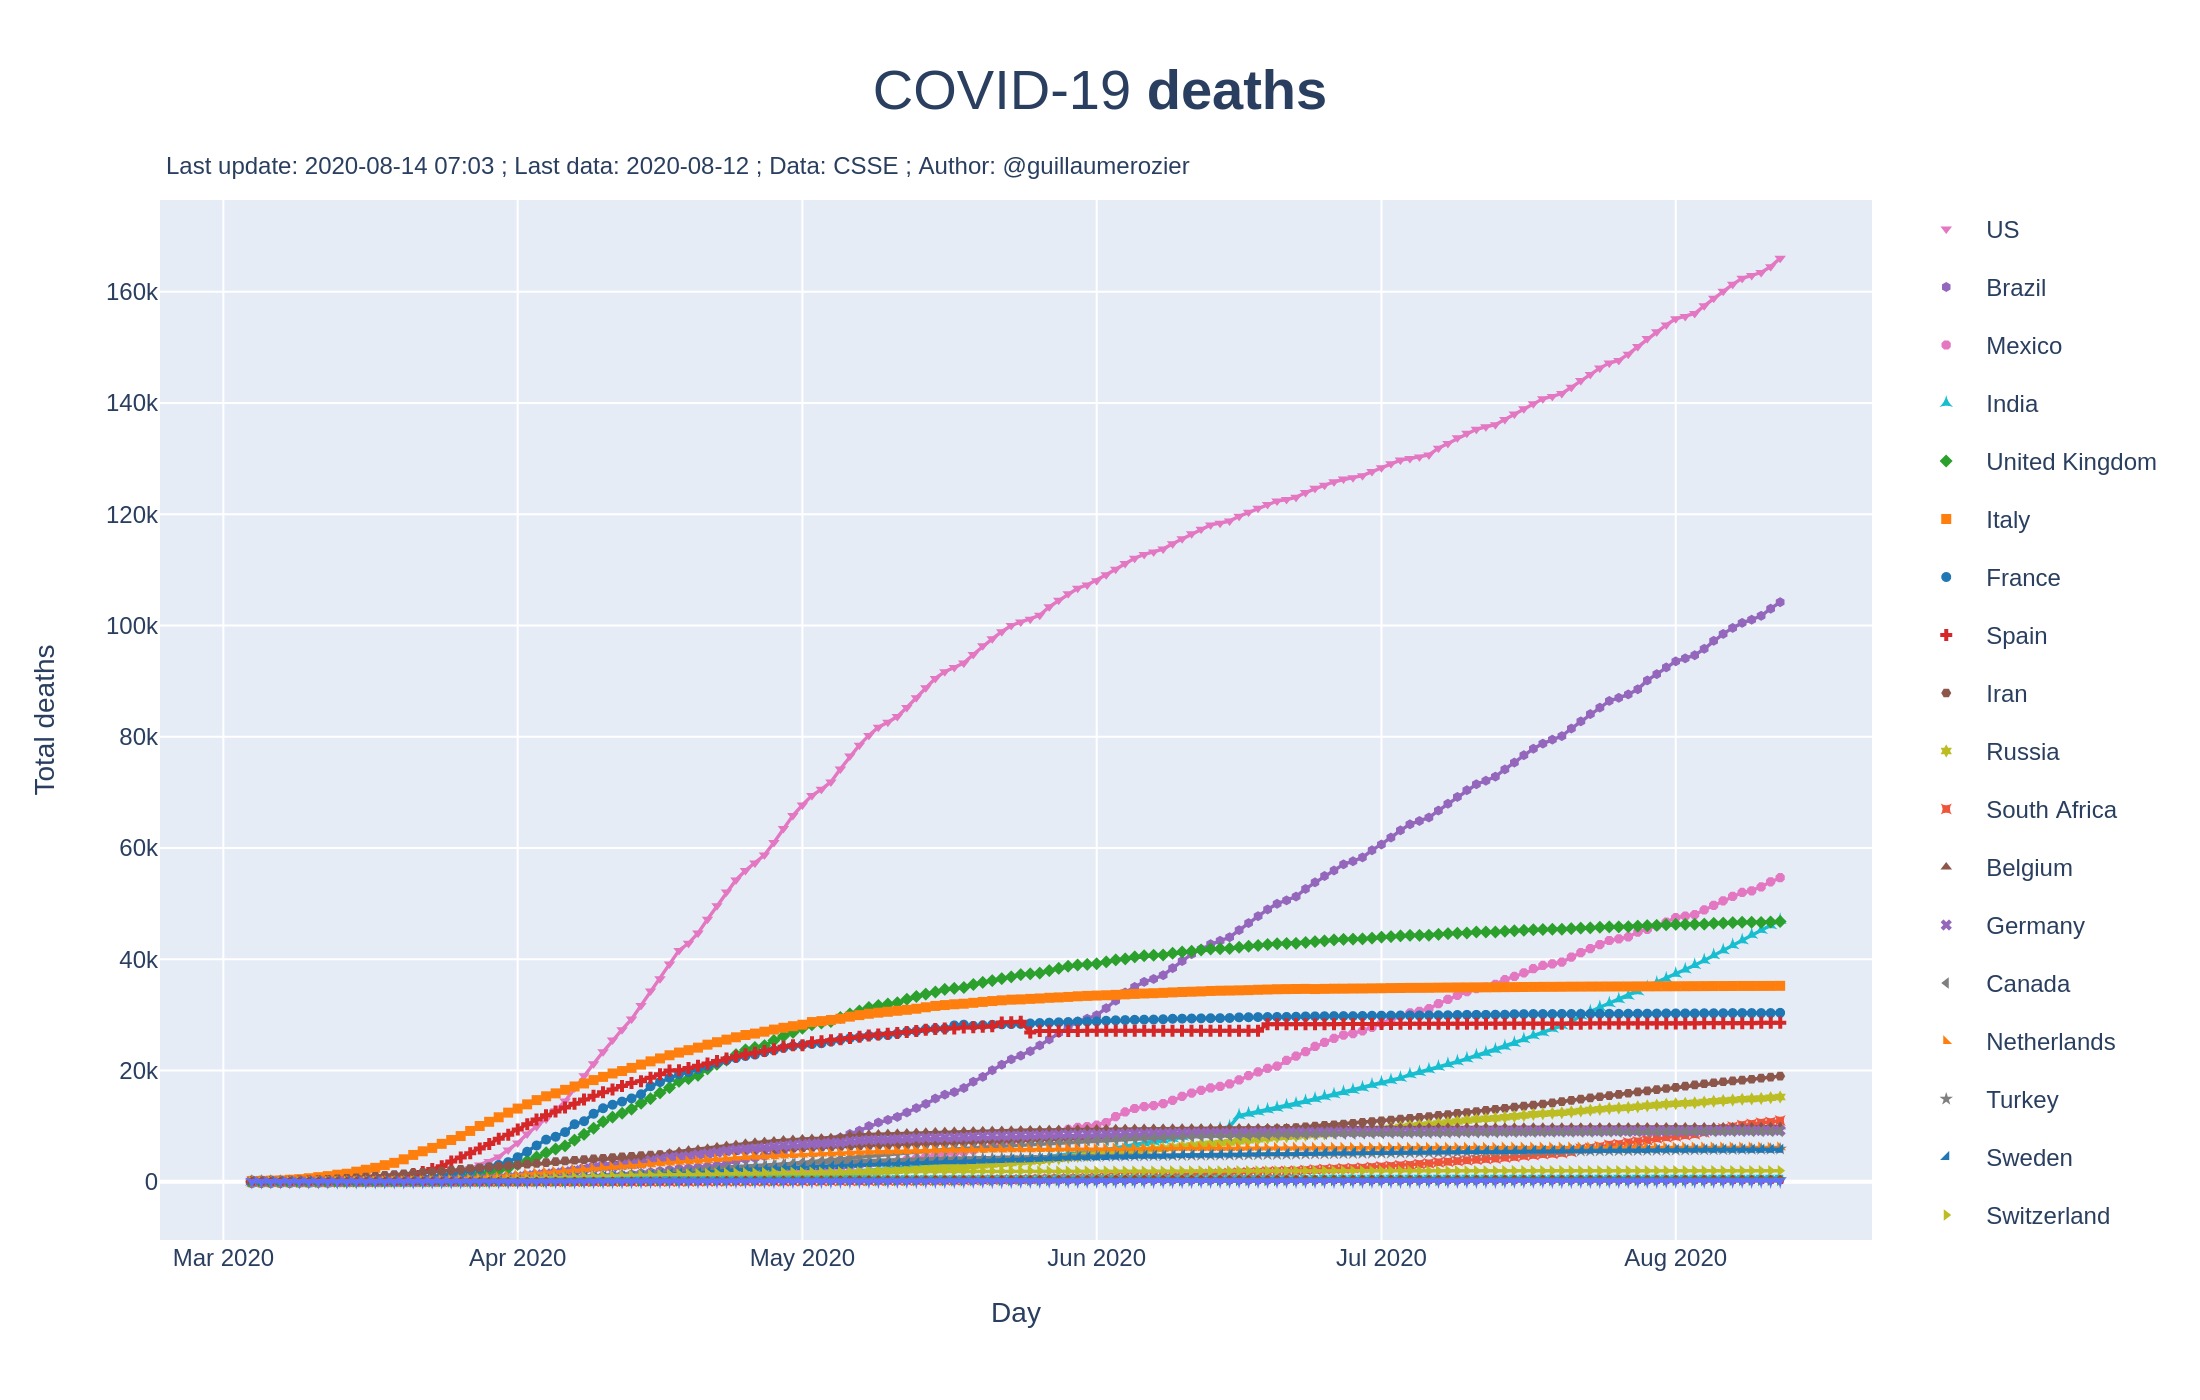 COVID-19 deaths
Last update: 2020-08-14 07:03 ; Last data: 2020-08-12 ; Data: CSSE ; Author: @guillaumerozier
US
Brazil
Mexico
India
United Kingdom
Italy
France
Spain
Iran
Russia
South Africa
Belgium
Germany
Canada
Netherlands
Turkey
Sweden
Switzerland
160k
140k
120k
100k
80k
60k
40k
20k
0
Total deaths
Mar 2020 Apr 2020 May 2020 Jun 2020 Jul 2020 Aug 2020
Day